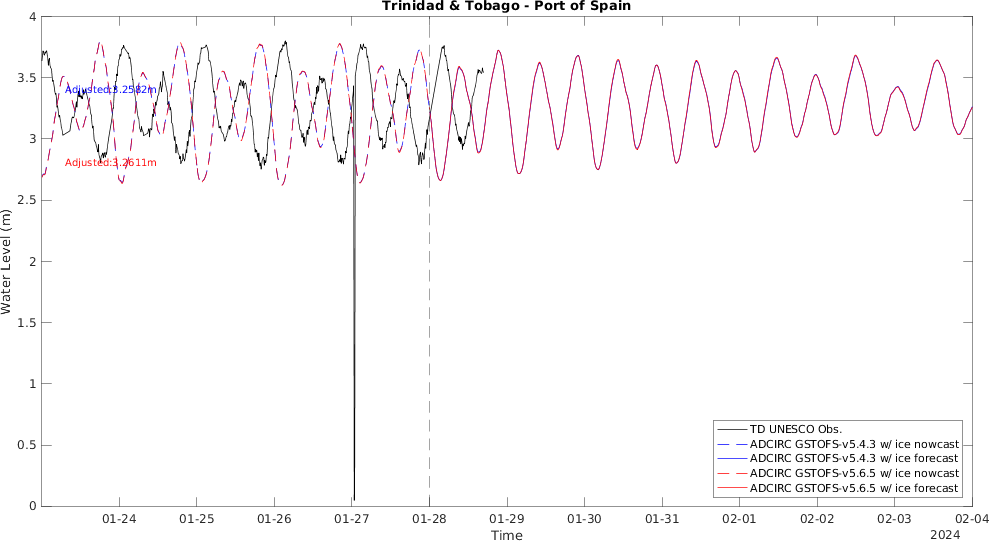 Trinidad & Tobago - Port of Spain
4
3.5
3
2.5
2
1.5
1
0.5
0
Water Level (m)
Adjusted:3.2582m
Adjusted:3.2611m
TD UNESCO Obs.
ADCIRC GSTOFS-v5.4.3 w/ ice nowcast
ADCIRC GSTOFS-v5.4.3 w/ ice forecast
ADCIRC GSTOFS-v5.6.5 w/ ice nowcast
ADCIRC GSTOFS-v5.6.5 w/ ice forecast
01-24 01-25 01-26 01-27 01-28 01-29 01-30 01-31 02-01 02-02 02-03 02-04
Time
2024